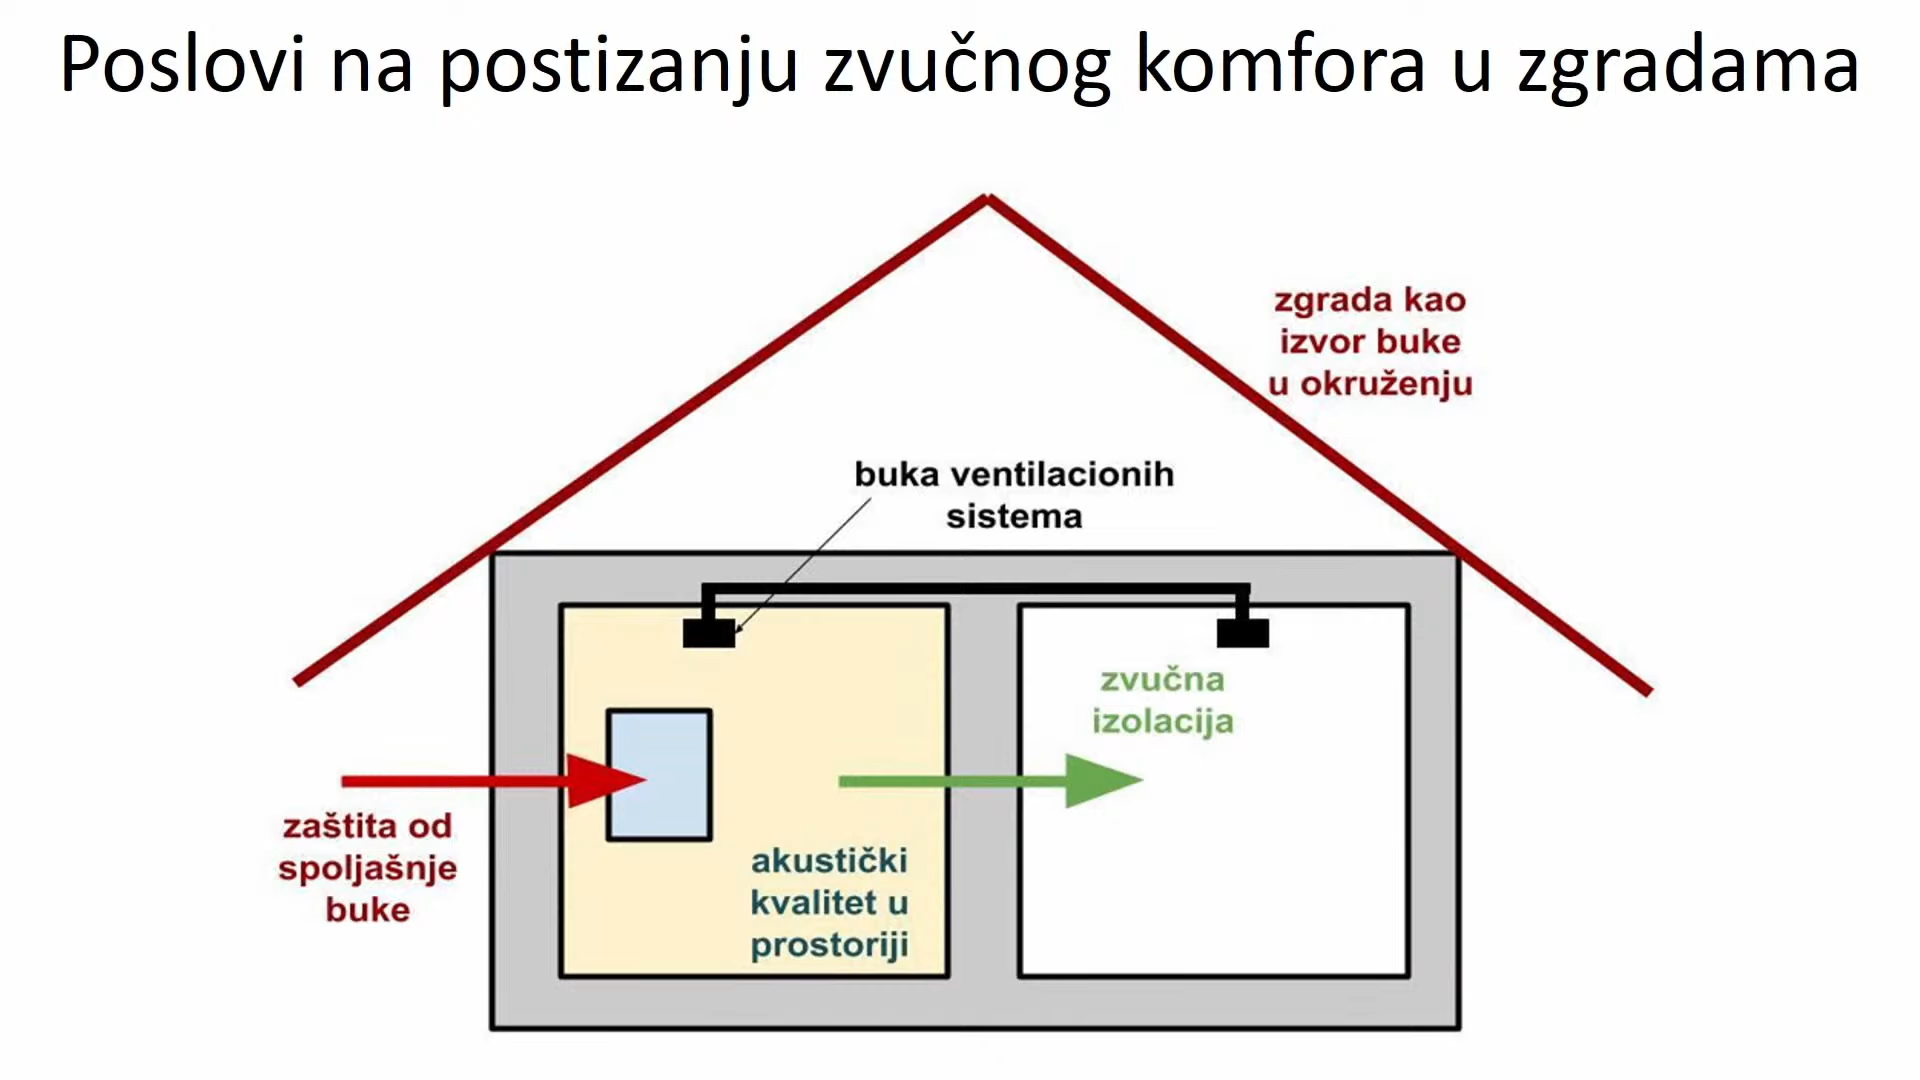 Poslovi na postizanju zvučnog komfora u zgradama
zgrada kao
izvor buke
u okruženju
buka ventilacionih
sistema
zvučna
izolacija
zaštita od
spoljašnje
buke
akustički
kvalitet u
prostoriji